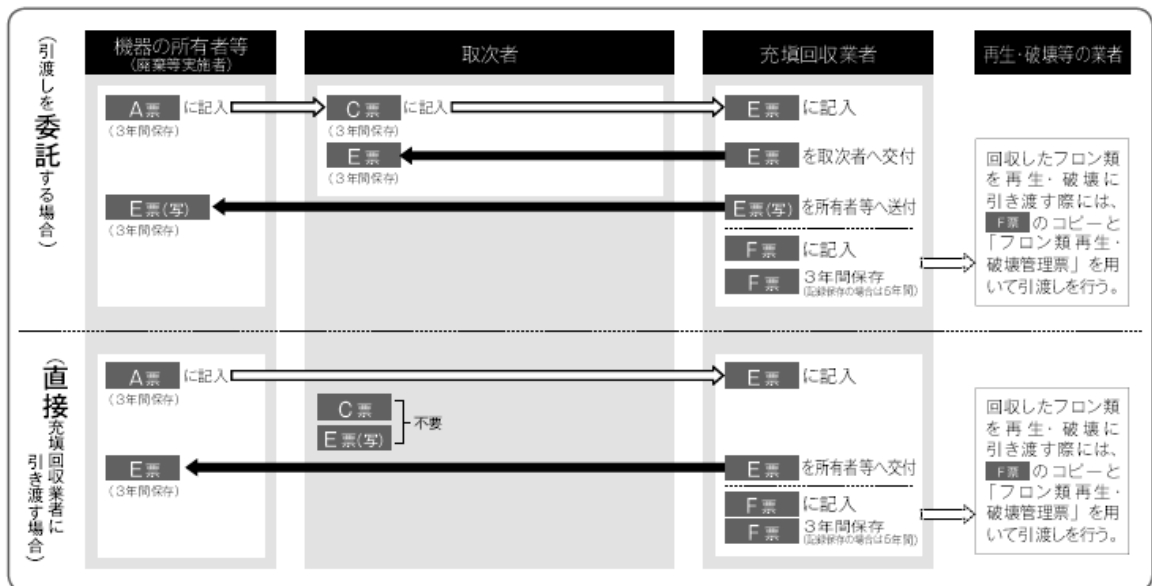 機器の所有者等
(廃棄等実施者)
取次者
充塡回収業者
再生・破壊等の業者
(引渡しを委託する場合)
A票 に記入
(3年間保存)
C票 に記入
(3年間保存)
E票 に記入
E票
(3年間保存)
E票 を取次者へ交付
E票(写)
(3年間保存)
E票(写) を所有者等へ送付
F票 に記入
F票 3年間保存
(記録保存の場合は5年間)
回収したフロン類
を再生・破壊に
引き渡す際には、
F票 のコピーと
「フロン類再生・
破壊管理票」を用
いて引渡しを行う。
(直接充塡回収業者に
引き渡す場合)
A票 に記入
(3年間保存)
E票 に記入
C票
E票(写)
不要
E票
(3年間保存)
E票 を所有者等へ交付
F票 に記入
F票 3年間保存
(記録保存の場合は5年間)
回収したフロン類
を再生・破壊に
引き渡す際には、
F票 のコピーと
「フロン類再生・
破壊管理票」を用
いて引渡しを行う。